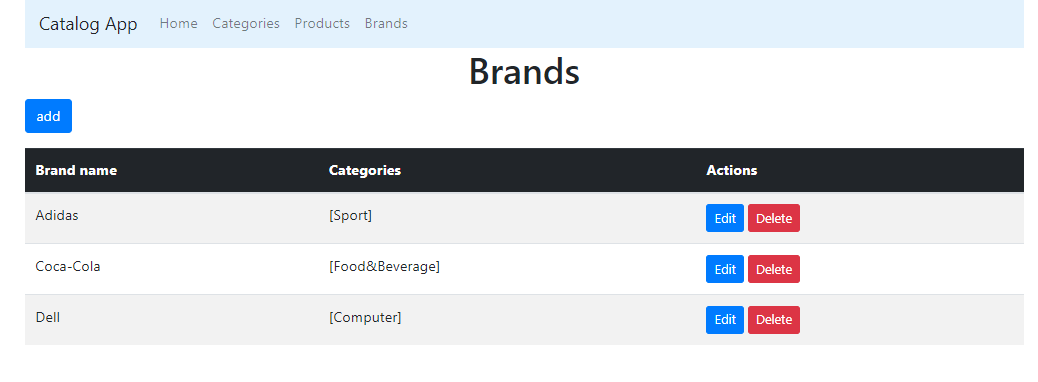 Catalog App Home Categories Products Brands
Brands
add
Brand name Categories Actions
Adidas [Sport] Edit Delete
Coca-Cola [Food&Beverage] Edit Delete
Dell [Computer] Edit Delete